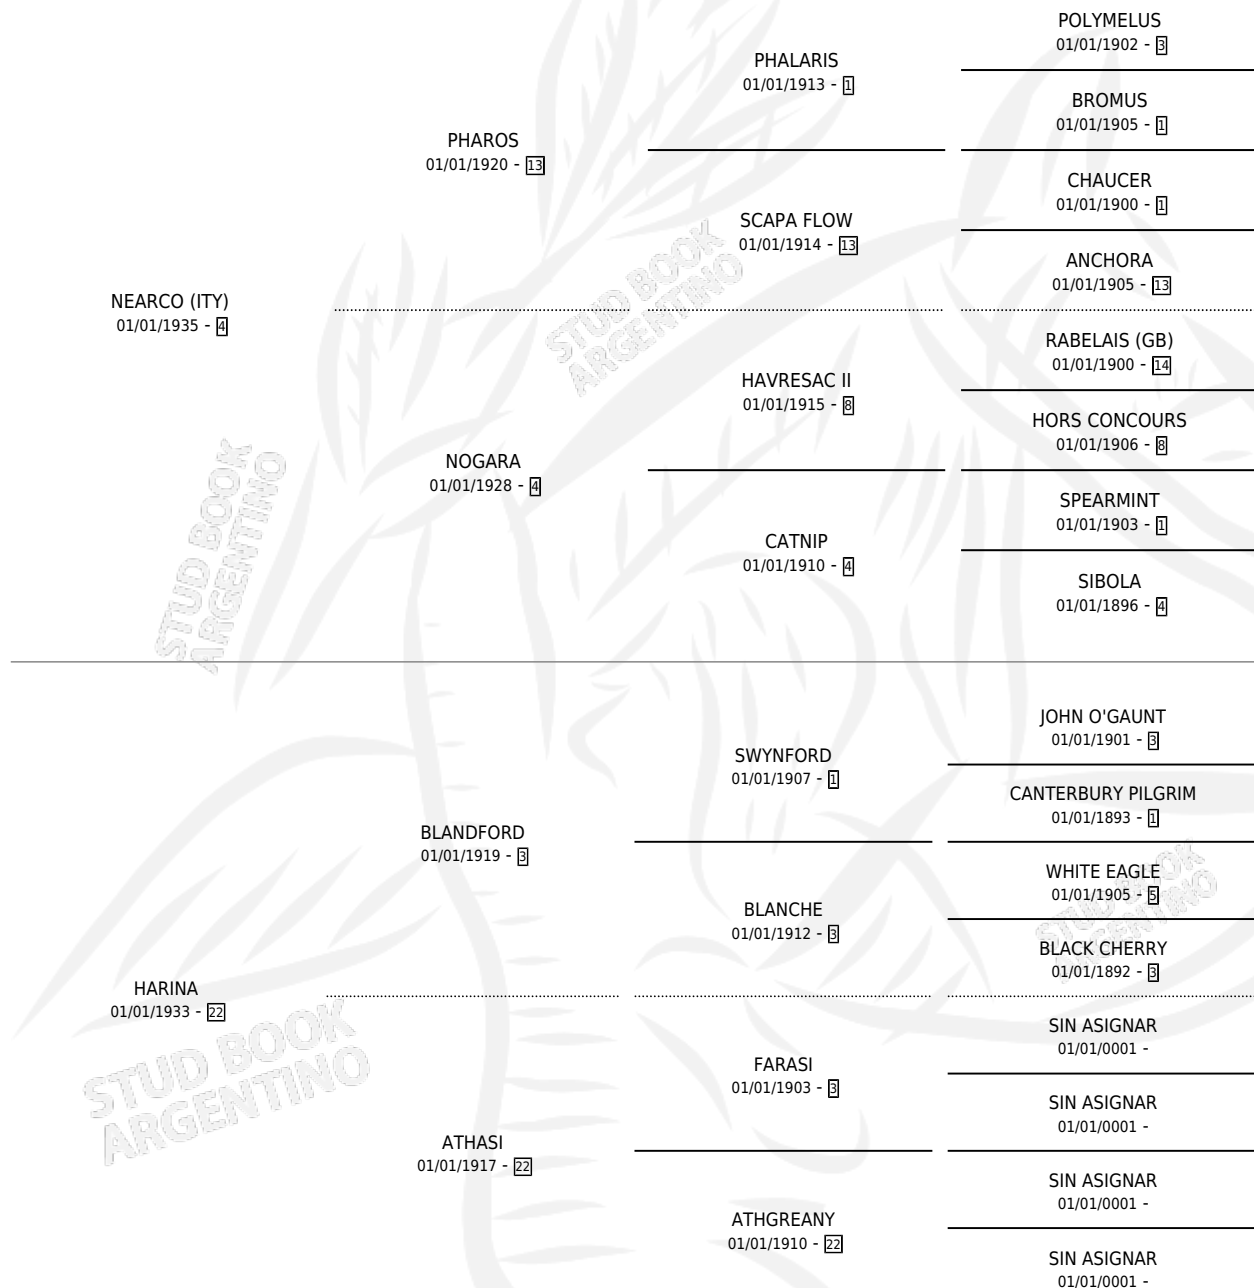 NEARCO (ITY)
01/01/1935 - 4
PHAROS
01/01/1920 - 13
PHALARIS
01/01/1913 - 1
POLYMELUS
01/01/1902 - 3
BROMUS
01/01/1905 - 1
SCAPA FLOW
01/01/1914 - 13
CHAUCER
01/01/1900 - 1
ANCHORA
01/01/1905 - 13
NOGARA
01/01/1928 - 4
HAVRESAC II
01/01/1915 - 8
RABELAIS (GB)
01/01/1900 - 14
HORS CONCOURS
01/01/1906 - 8
CATNIP
01/01/1910 - 4
SPEARMINT
01/01/1903 - 1
SIBOLA
01/01/1896 - 4
HARINA
01/01/1933 - 22
BLANDFORD
01/01/1919 - 3
SWYNFORD
01/01/1907 - 1
JOHN O'GAUNT
01/01/1901 - 3
CANTERBURY PILGRIM
01/01/1893 - 1
BLANCHE
01/01/1912 - 3
WHITE EAGLE
01/01/1905 - 5
BLACK CHERRY
01/01/1892 - 3
ATHASI
01/01/1917 - 22
FARASI
01/01/1903 - 3
SIN ASIGNAR
01/01/0001 -
SIN ASIGNAR
01/01/0001 -
ATHGREANY
01/01/1910 - 22
SIN ASIGNAR
01/01/0001 -
SIN ASIGNAR
01/01/0001 -
STUD BOOK
ARGENTINO
STUD BOOK
ARGENTINO
STUD BOOK
ARGENTINO
STUD BOOK
ARGENTINO